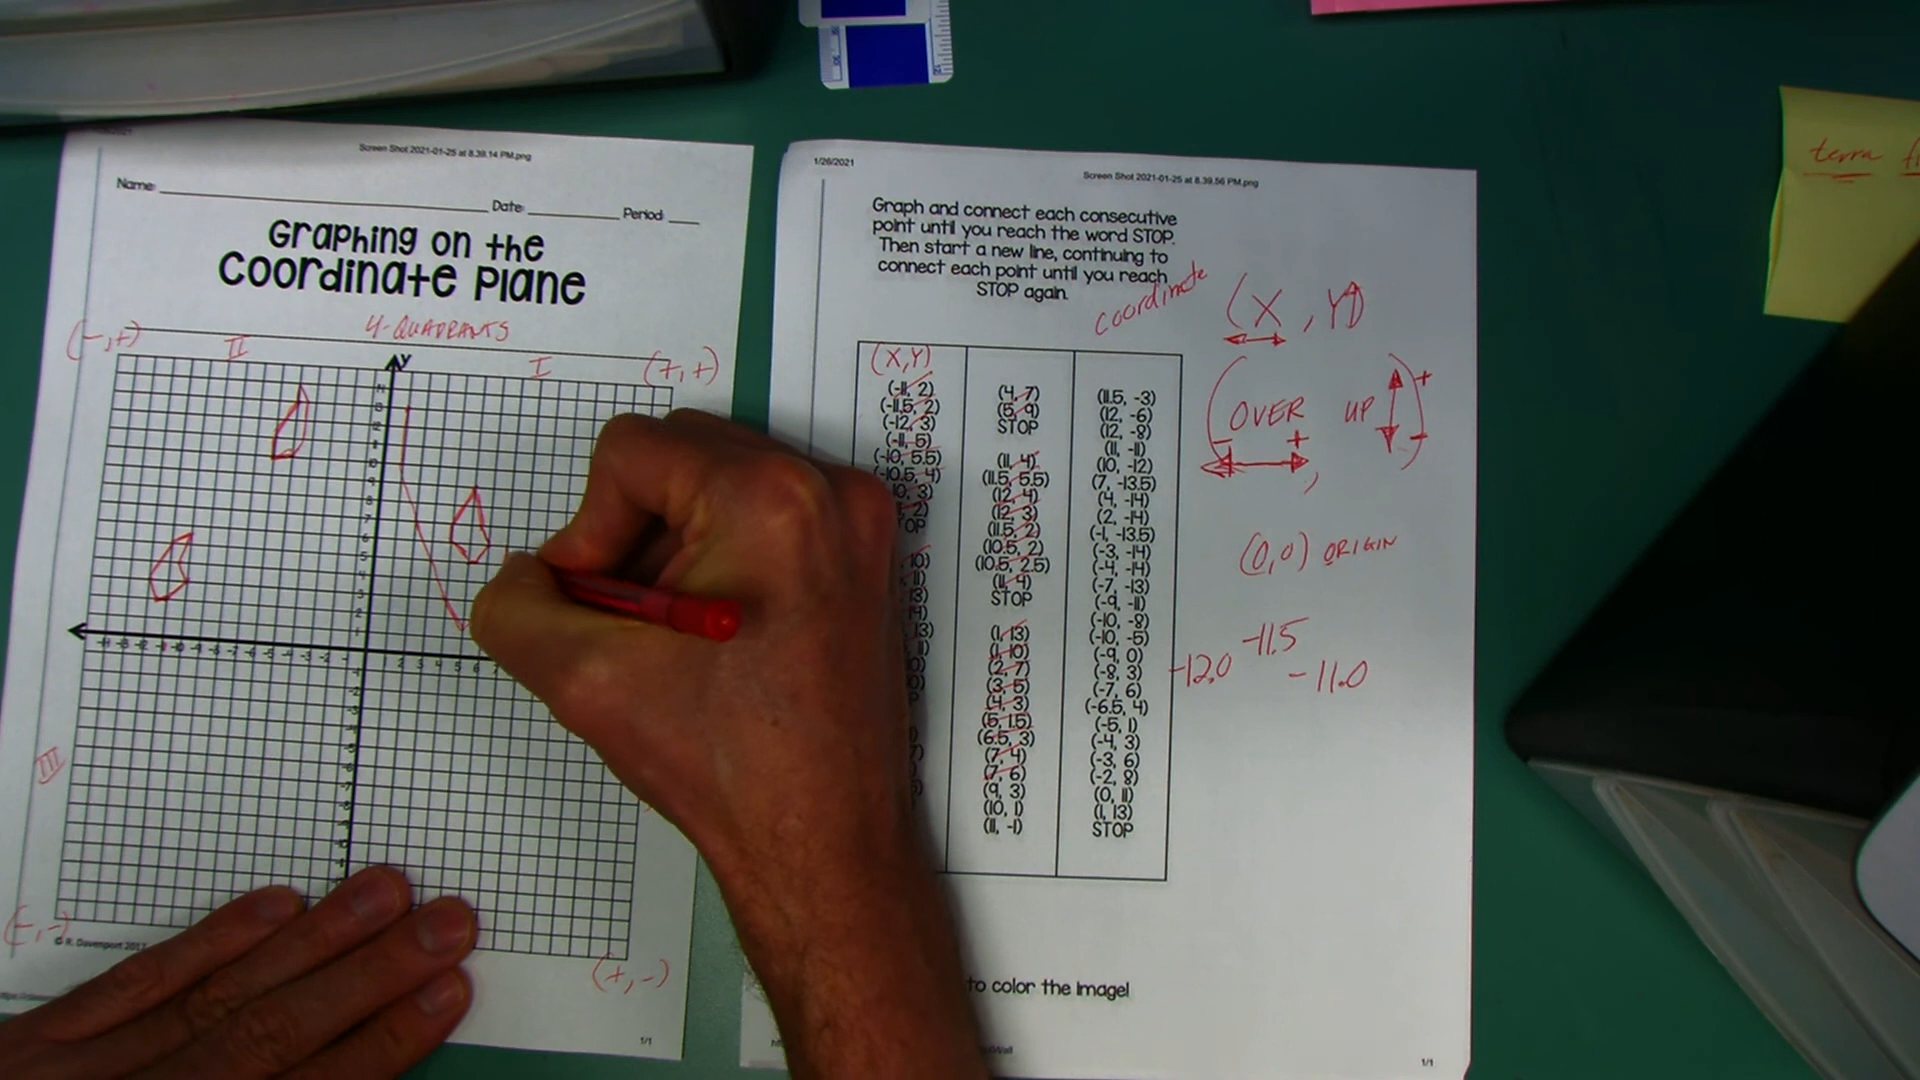 Screen Shot 2021-01-25 at 8.39.14 PM.png
Name:
Date:
Period:
Graphing on the
Coordinate Plane
4-QUADRANTS
(-,+)
II
I
(+,+)
y
III
(-,-)
(+,-)
© R. Davenport 2017
1/1
1/26/2021
Screen Shot 2021-01-25 at 8.39.56 PM.png
Graph and connect each consecutive
point until you reach the word STOP.
Then start a new line, continuing to
connect each point until you reach
STOP again.
coordinate
(X,Y)
(-11, 2)
(-11.5, 2)
(-12, 3)
(-11, 5)
(-10, 5.5)
(-10.5, 4)
(4, 7)
(5, 9)
STOP
(11, 4)
(11.5, 5.5)
(12, 4)
(12, 3)
(11.5, 2)
(10.5, 2)
(10.5, 2.5)
(11, 4)
STOP
(1, 13)
(1, 10)
(2, 7)
(3, 5)
(4, 3)
(5, 1.5)
(6.5, 3)
(7, 4)
(7, 6)
(9, 3)
(10, 1)
(11, -1)
(11.5, -3)
(12, -6)
(12, -8)
(11, -11)
(10, -12)
(7, -13.5)
(4, -14)
(2, -14)
(-1, -13.5)
(-3, -14)
(-4, -14)
(-7, -13)
(-9, -11)
(-10, -8)
(-10, -5)
(-9, 0)
(-8, 3)
(-7, 6)
(-6.5, 4)
(-5, 1)
(-4, 3)
(-3, 6)
(-2, 8)
(0, 11)
(1, 13)
STOP
(X, Y)
(OVER, UP)
- +
+
-
(0,0) ORIGIN
-12.0 -11.5 -11.0
to color the image!
1/1
terra